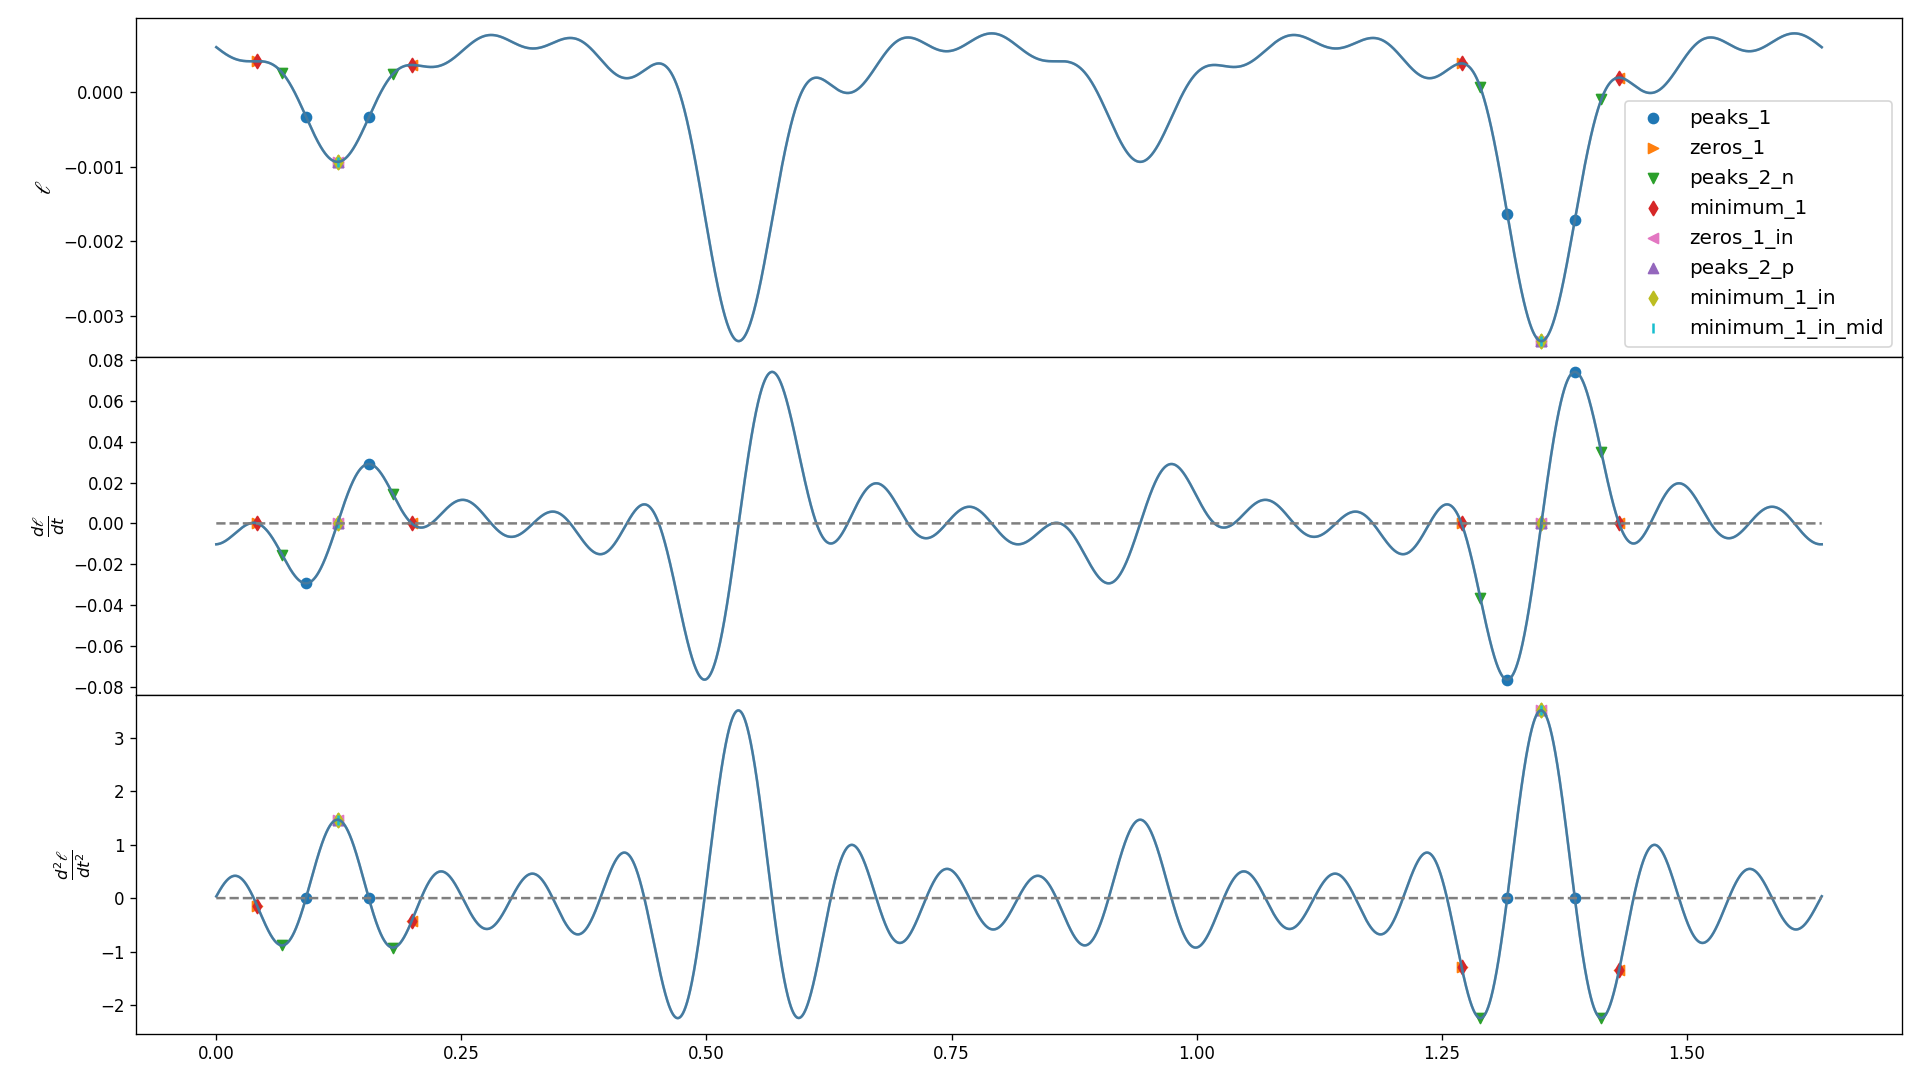 0.000
−0.001
−0.002
−0.003
ℓ
peaks_1
zeros_1
peaks_2_n
minimum_1
zeros_1_in
peaks_2_p
minimum_1_in
minimum_1_in_mid
0.08
0.06
0.04
0.02
0.00
−0.02
−0.04
−0.06
−0.08
dℓ
dt
3
2
1
0
−1
−2
d²ℓ
dt²
0.00 0.25 0.50 0.75 1.00 1.25 1.50